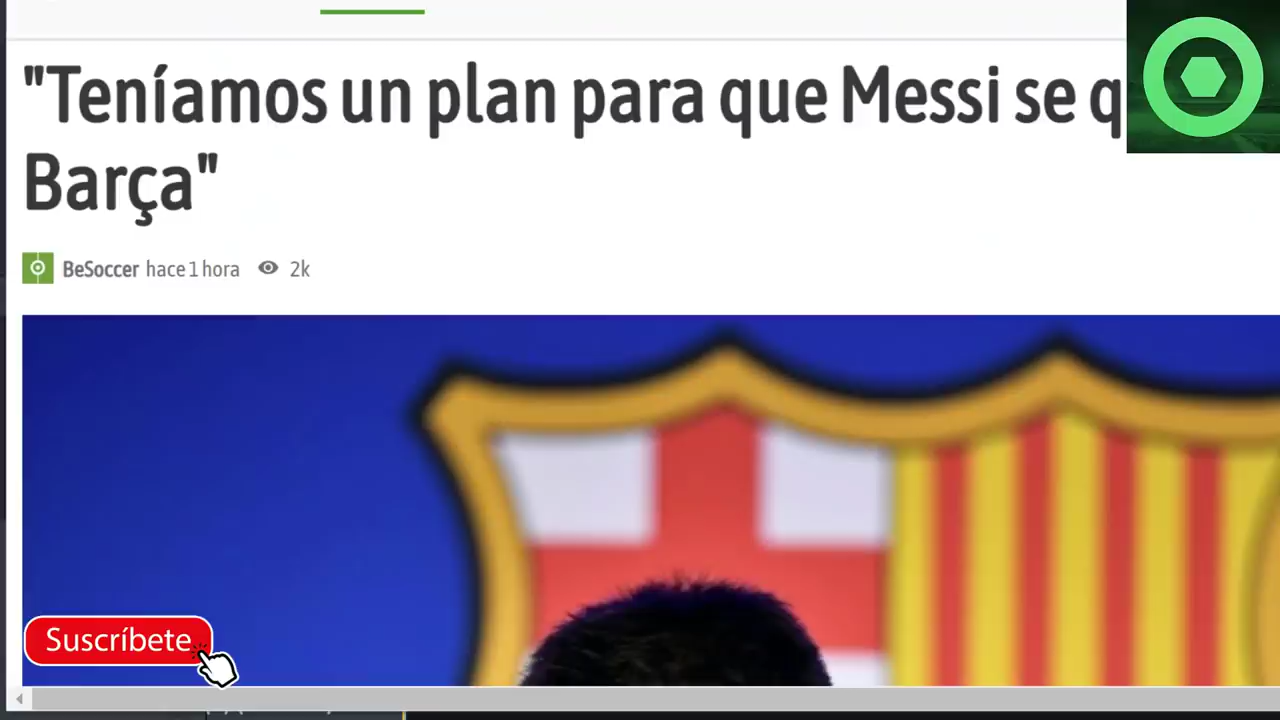 "Teníamos un plan para que Messi se q
Barça"
BeSoccer hace 1 hora 2k
Suscríbete